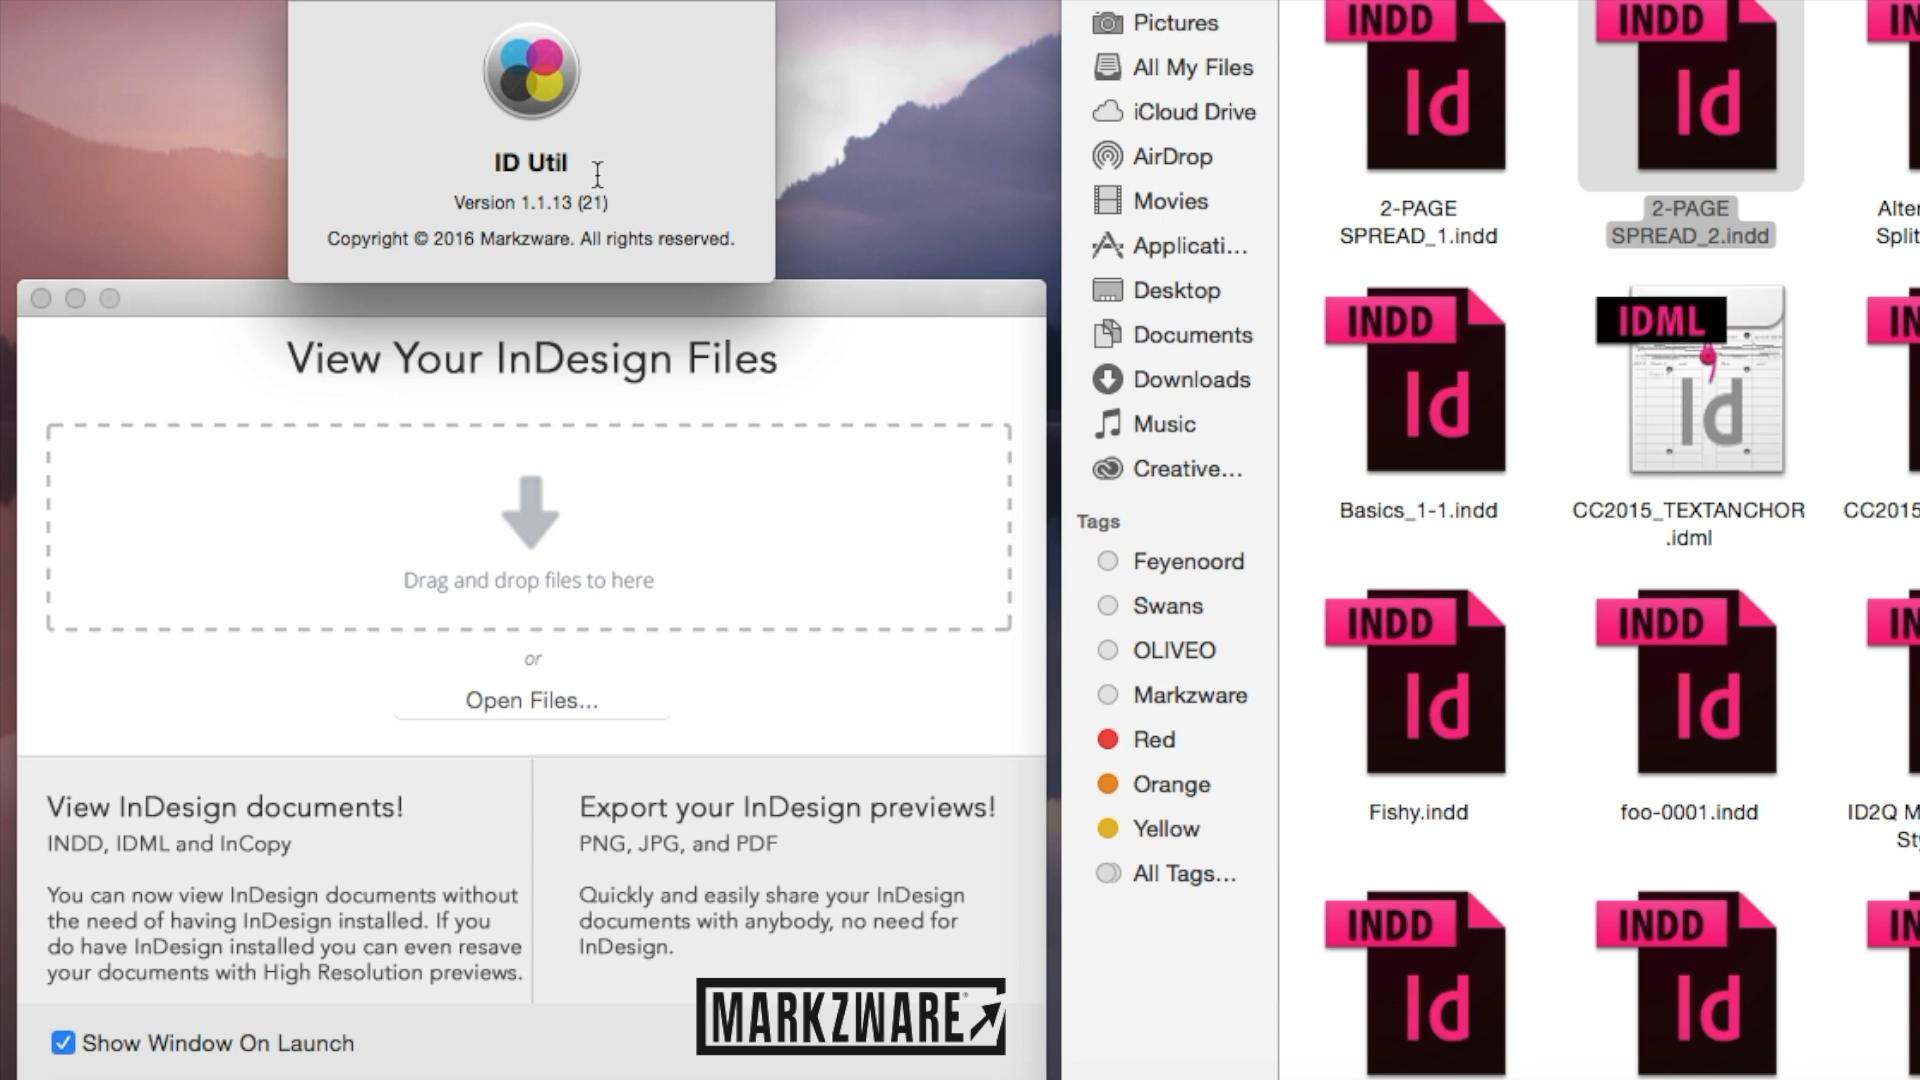 ID Util
Version 1.1.13 (21)
Copyright © 2016 Markzware. All rights reserved.
View Your InDesign Files
Drag and drop files to here
or
Open Files...
View InDesign documents!
INDD, IDML and InCopy
You can now view InDesign documents without
the need of having InDesign installed. If you
do have InDesign installed you can even resave
your documents with High Resolution previews.
Export your InDesign previews!
PNG, JPG, and PDF
Quickly and easily share your InDesign
documents with anybody, no need for
InDesign.
Show Window On Launch
MARKZWARE
Pictures
All My Files
iCloud Drive
AirDrop
Movies
Applicati...
Desktop
Documents
Downloads
Music
Creative...
Tags
Feyenoord
Swans
OLIVEO
Markzware
Red
Orange
Yellow
All Tags...
INDD
Id
2-PAGE
SPREAD_1.indd
INDD
Id
2-PAGE
SPREAD_2.indd
INDD
Id
Basics_1-1.indd
IDML
Id
CC2015_TEXTANCHOR
.idml
CC2015
INDD
Id
Fishy.indd
INDD
Id
foo-0001.indd
ID2Q
INDD
Id
INDD
Id